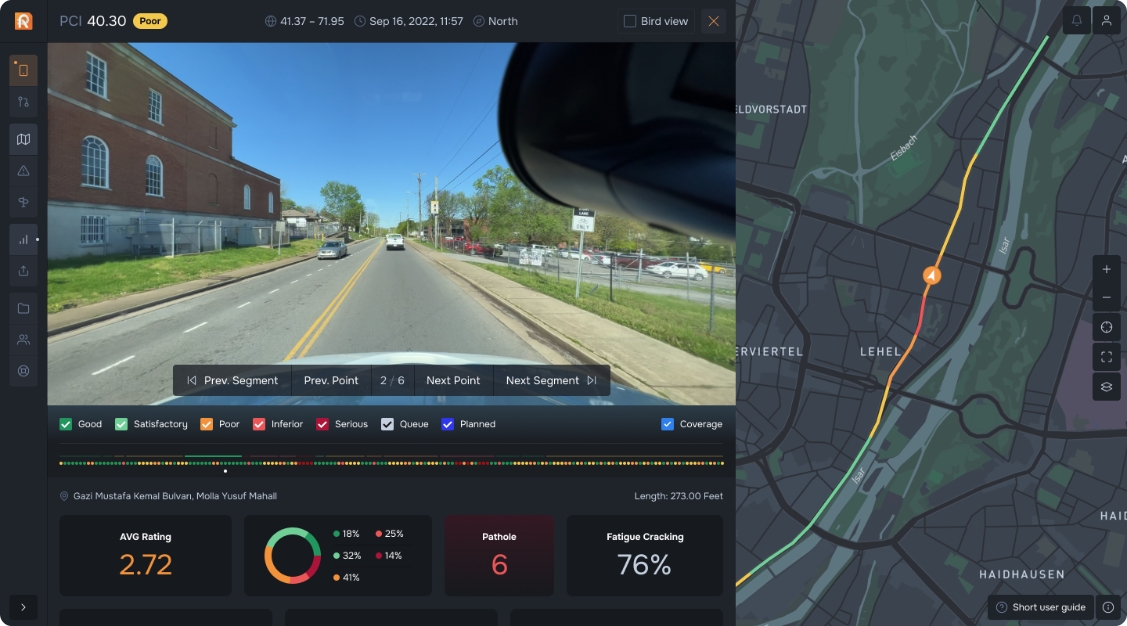 PCI 40.30 Poor
41.37 – 71.95 Sep 16, 2022, 11:57 North
Bird view
ONLY
Prev. Segment Prev. Point 2 / 6 Next Point Next Segment
Good Satisfactory Poor Inferior Serious Queue Planned Coverage
Gazi Mustafa Kemal Bulvarı, Molla Yusuf Mahall
Length: 273.00 Feet
AVG Rating
2.72
18% 25%
32% 14%
41%
Pathole
6
Fatigue Cracking
76%
ELDVORSTADT
Eisbach
Isar
ERVIERTEL
LEHEL
Isar
HAID
HAIDHAUSEN
Short user guide